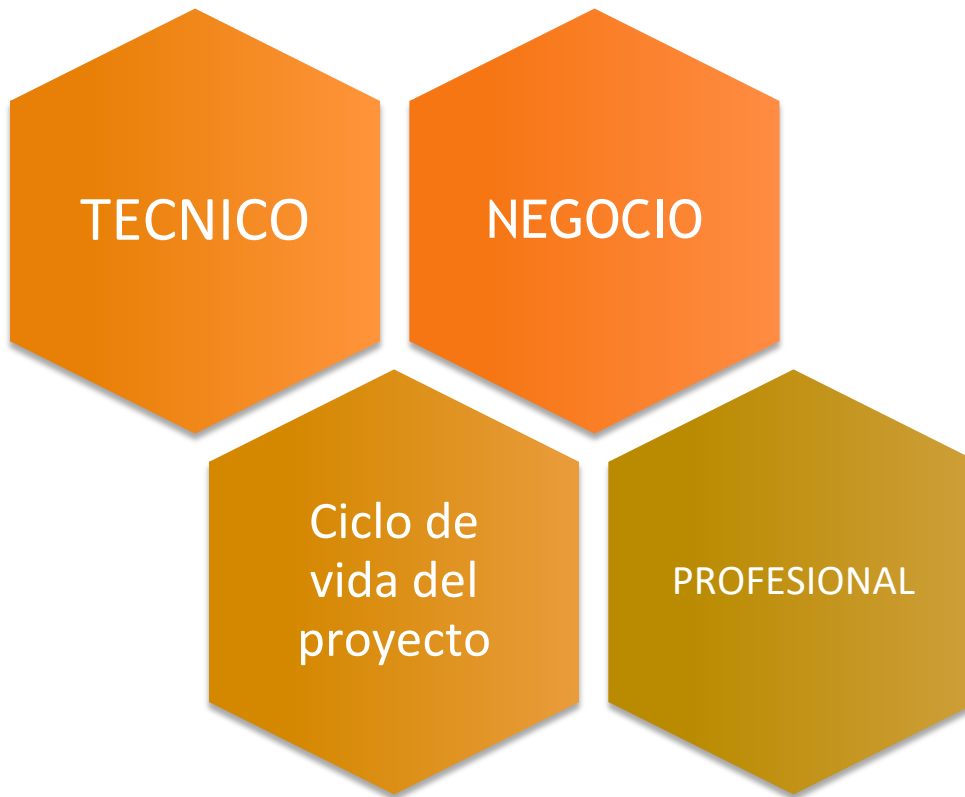 TECNICO
NEGOCIO
Ciclo de
vida del
proyecto
PROFESIONAL